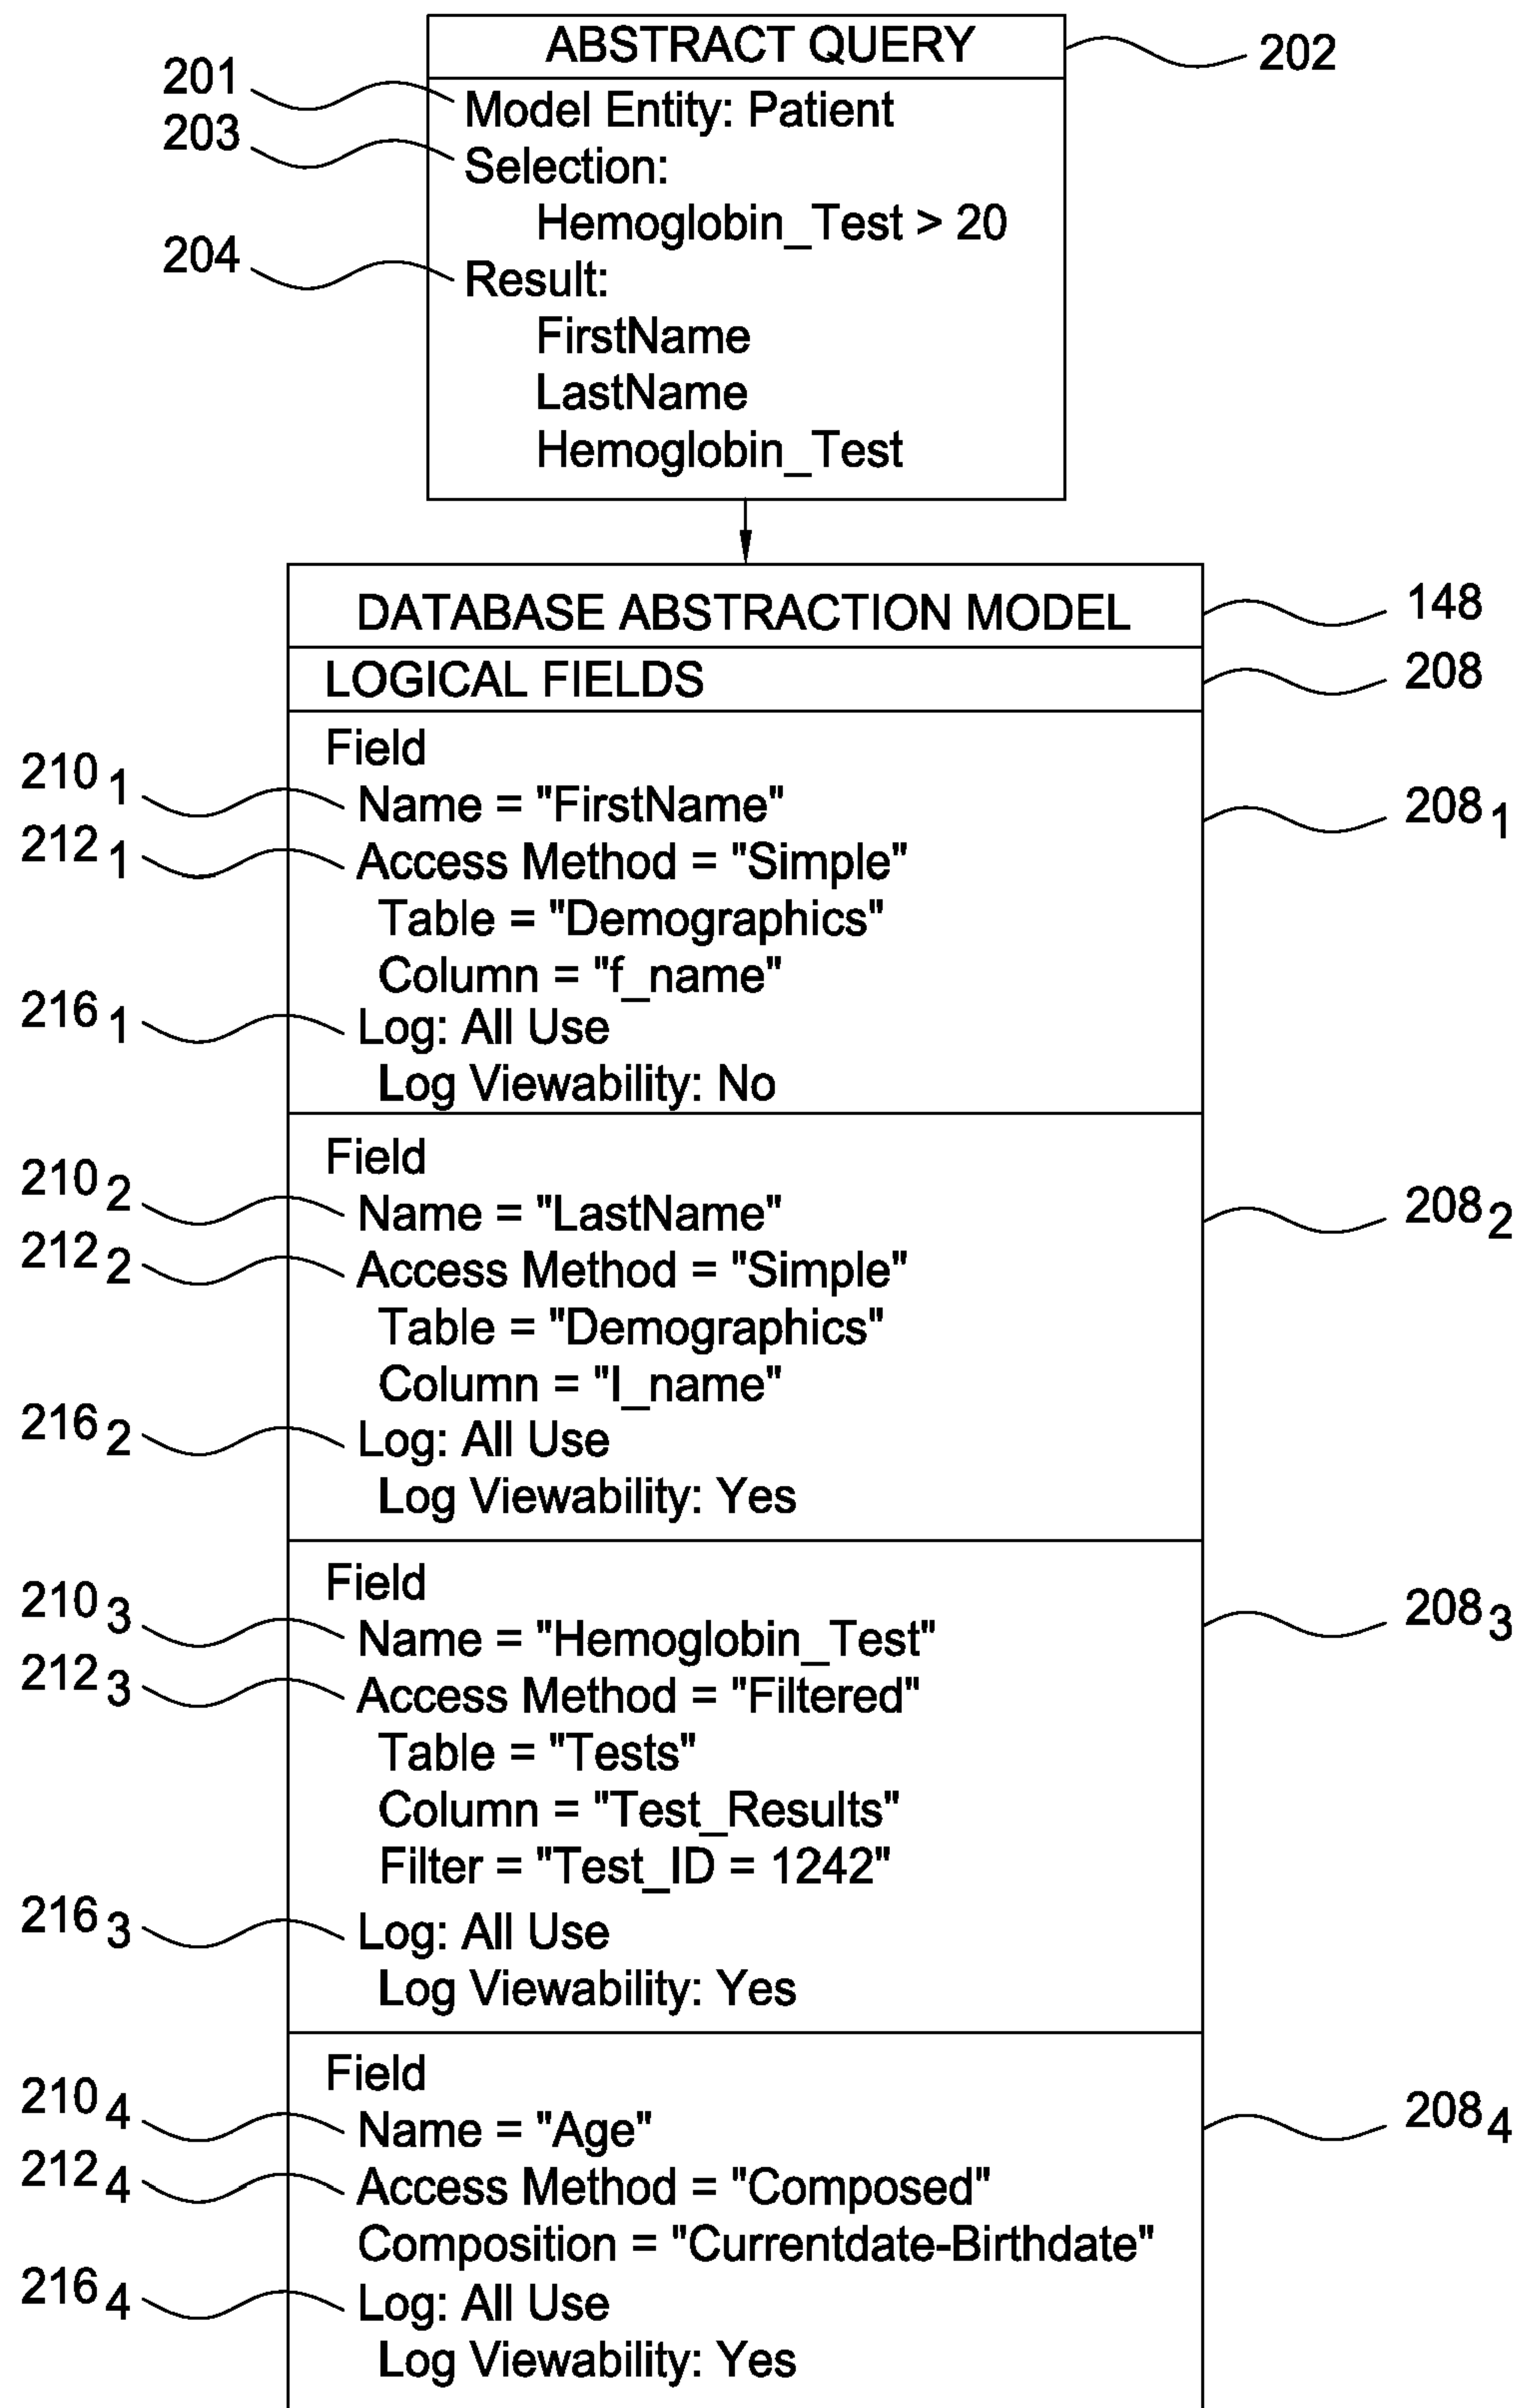 ABSTRACT QUERY
202
201
Model Entity: Patient
203
Selection:
Hemoglobin_Test > 20
204
Result:
FirstName
LastName
Hemoglobin_Test
DATABASE ABSTRACTION MODEL
148
LOGICAL FIELDS
208
Field
210 1
Name = "FirstName"
208 1
212 1
Access Method = "Simple"
Table = "Demographics"
Column = "f_name"
216 1
Log: All Use
Log Viewability: No
Field
210 2
Name = "LastName"
208 2
212 2
Access Method = "Simple"
Table = "Demographics"
Column = "l_name"
216 2
Log: All Use
Log Viewability: Yes
Field
210 3
Name = "Hemoglobin_Test"
208 3
212 3
Access Method = "Filtered"
Table = "Tests"
Column = "Test_Results"
Filter = "Test_ID = 1242"
216 3
Log: All Use
Log Viewability: Yes
Field
210 4
Name = "Age"
208 4
212 4
Access Method = "Composed"
Composition = "Currentdate-Birthdate"
216 4
Log: All Use
Log Viewability: Yes